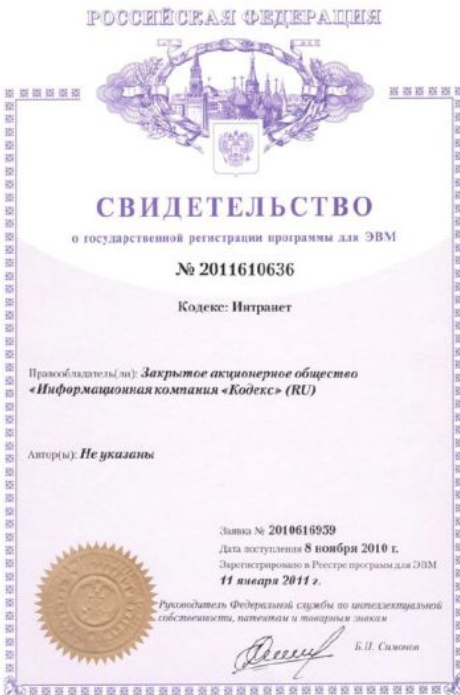 РОССИЙСКАЯ ФЕДЕРАЦИЯ
СВИДЕТЕЛЬСТВО
о государственной регистрации программы для ЭВМ
№ 2011610636
Кодекс: Интранет
Правообладатель(ли): Закрытое акционерное общество
«Информационная компания «Кодекс» (RU)
Автор(ы): Не указаны
Заявка № 2010616959
Дата поступления 8 ноября 2010 г.
Зарегистрировано в Реестре программ для ЭВМ
11 января 2011 г.
Руководитель Федеральной службы по интеллектуальной
собственности, патентам и товарным знакам
Б.П. Симонов